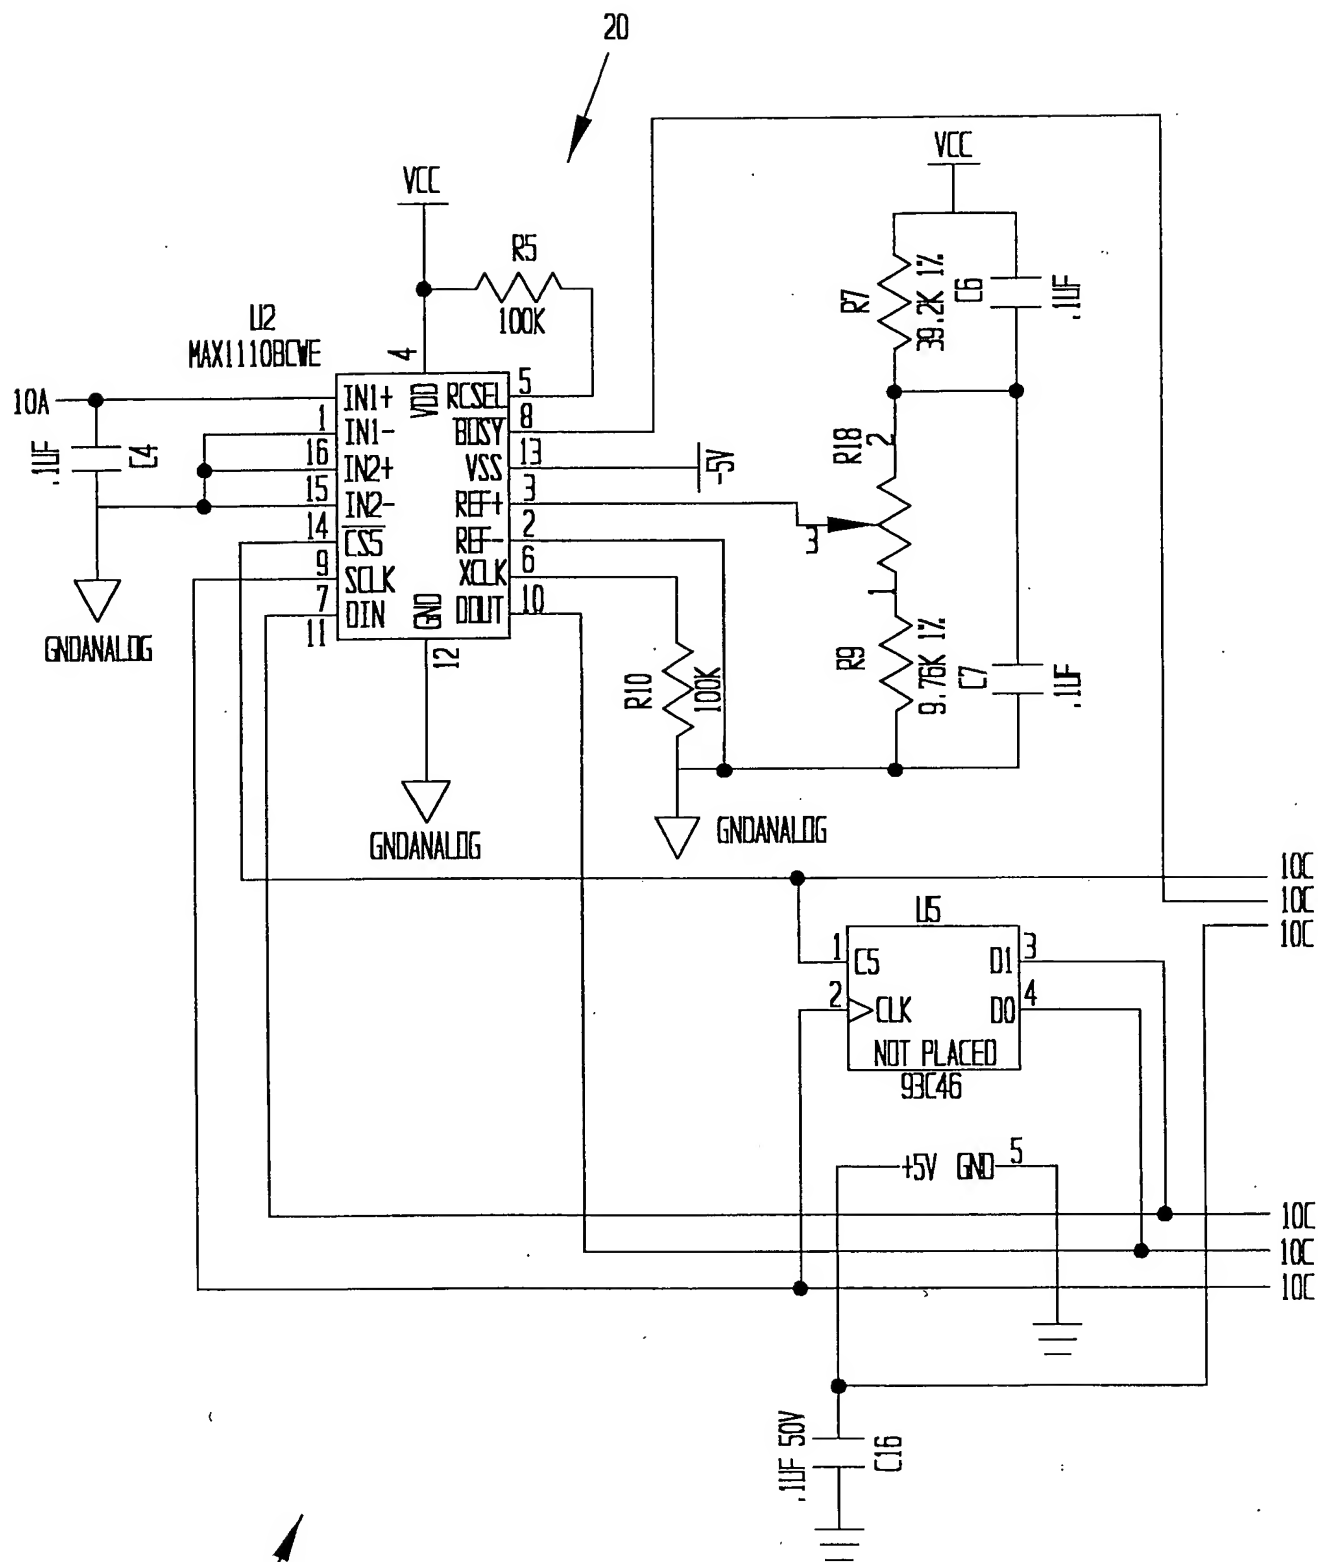 20
VCC
VCC
R5
100K
R7
39.2K 1%
C6
.1UF
U2
MAX1110BCWE
4
10A
IN1+
VDD
RCSEL
5
1
IN1-
BUSY
8
16
IN2+
VSS
13
-5V
15
IN2-
REF+
3
14
CS5
REF-
2
9
SCLK
XCLK
6
7
DIN
GND
DOUT
10
11
12
.1UF
C4
GNDANALOG
R18
2
3
1
R9
9.76K 1%
C7
.1UF
R10
100K
GNDANALOG
GNDANALOG
10C
10C
10C
U5
1
C5
D1
3
2
CLK
D0
4
NOT PLACED
93C46
+5V GND
5
10C
10C
10C
.1UF 50V
C16